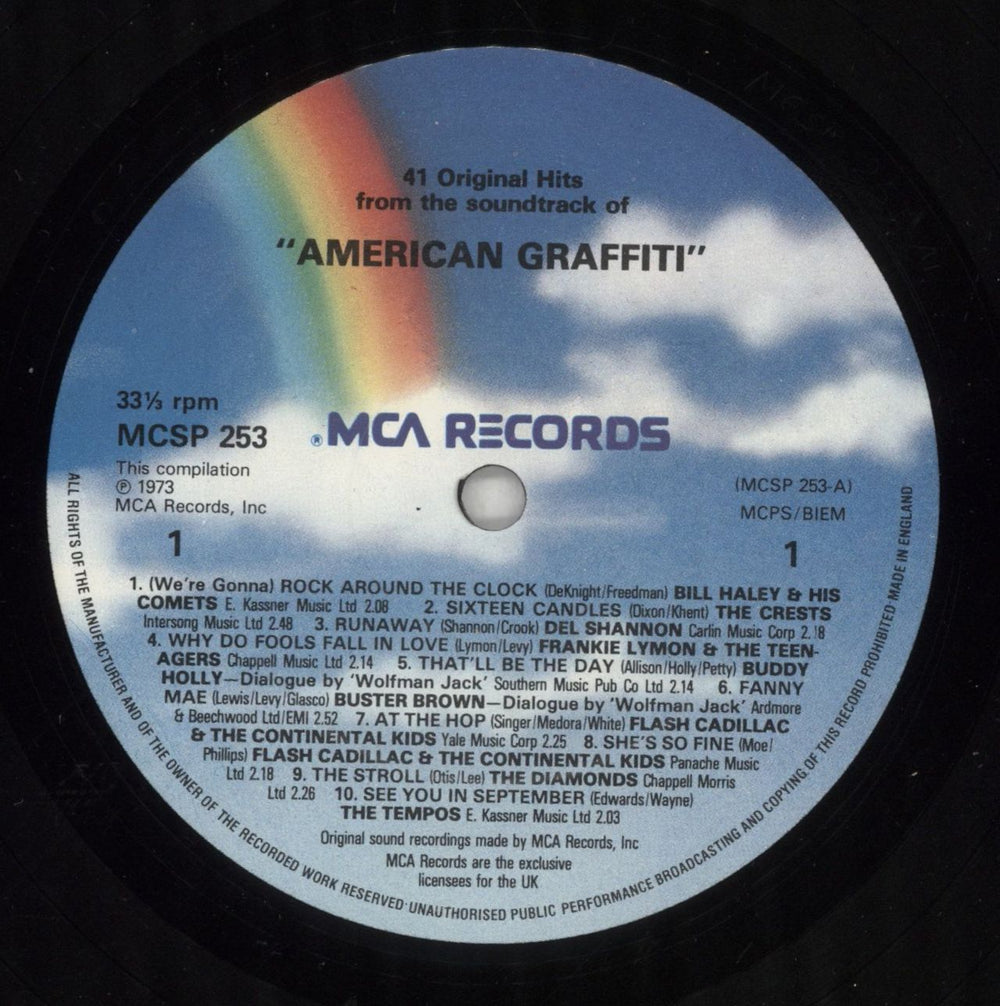 41 Original Hits
from the soundtrack of
"AMERICAN GRAFFITI"
33⅓ rpm
MCSP 253
®MCA RECORDS
This compilation
℗ 1973
MCA Records, Inc
(MCSP 253-A)
MCPS/BIEM
1
1
1. (We're Gonna) ROCK AROUND THE CLOCK (DeKnight/Freedman) BILL HALEY & HIS
COMETS E. Kassner Music Ltd 2.08 2. SIXTEEN CANDLES (Dixon/Khent) THE CRESTS
Intersong Music Ltd 2.48 3. RUNAWAY (Shannon/Crook) DEL SHANNON Carlin Music Corp 2.18
4. WHY DO FOOLS FALL IN LOVE (Lymon/Levy) FRANKIE LYMON & THE TEEN-
AGERS Chappell Music Ltd 2.14 5. THAT'LL BE THE DAY (Allison/Holly/Petty) BUDDY
HOLLY—Dialogue by 'Wolfman Jack' Southern Music Pub Co Ltd 2.14 6. FANNY
MAE (Lewis/Levy/Glasco) BUSTER BROWN—Dialogue by 'Wolfman Jack' Ardmore
& Beechwood Ltd/EMI 2.52 7. AT THE HOP (Singer/Medora/White) FLASH CADILLAC
& THE CONTINENTAL KIDS Yale Music Corp 2.25 8. SHE'S SO FINE (Moe/
Phillips) FLASH CADILLAC & THE CONTINENTAL KIDS Panache Music
Ltd 2.18 9. THE STROLL (Otis/Lee) THE DIAMONDS Chappell Morris
Ltd 2.26 10. SEE YOU IN SEPTEMBER (Edwards/Wayne)
THE TEMPOS E. Kassner Music Ltd 2.03
Original sound recordings made by MCA Records, Inc
MCA Records are the exclusive
licensees for the UK
ALL RIGHTS OF THE MANUFACTURER AND OF THE OWNER OF THE RECORDED WORK RESERVED·UNAUTHORISED PUBLIC PERFORMANCE BROADCASTING AND COPYING OF THIS RECORD PROHIBITED MADE IN ENGLAND